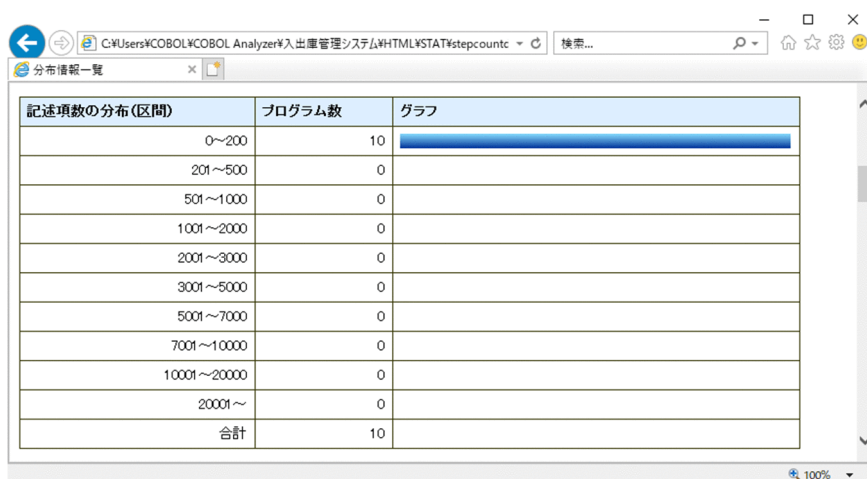 C:¥Users¥COBOL¥COBOL Analyzer¥入出庫管理システム¥HTML¥STAT¥stepcountc
検索...
分布情報一覧
記述項数の分布(区間) プログラム数 グラフ
0～200 10
201～500 0
501～1000 0
1001～2000 0
2001～3000 0
3001～5000 0
5001～7000 0
7001～10000 0
10001～20000 0
20001～ 0
合計 10
100%